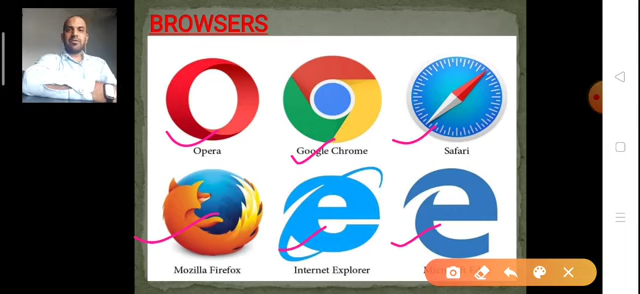 BROWSERS
Opera
Google Chrome
Safari
Mozilla Firefox
Internet Explorer